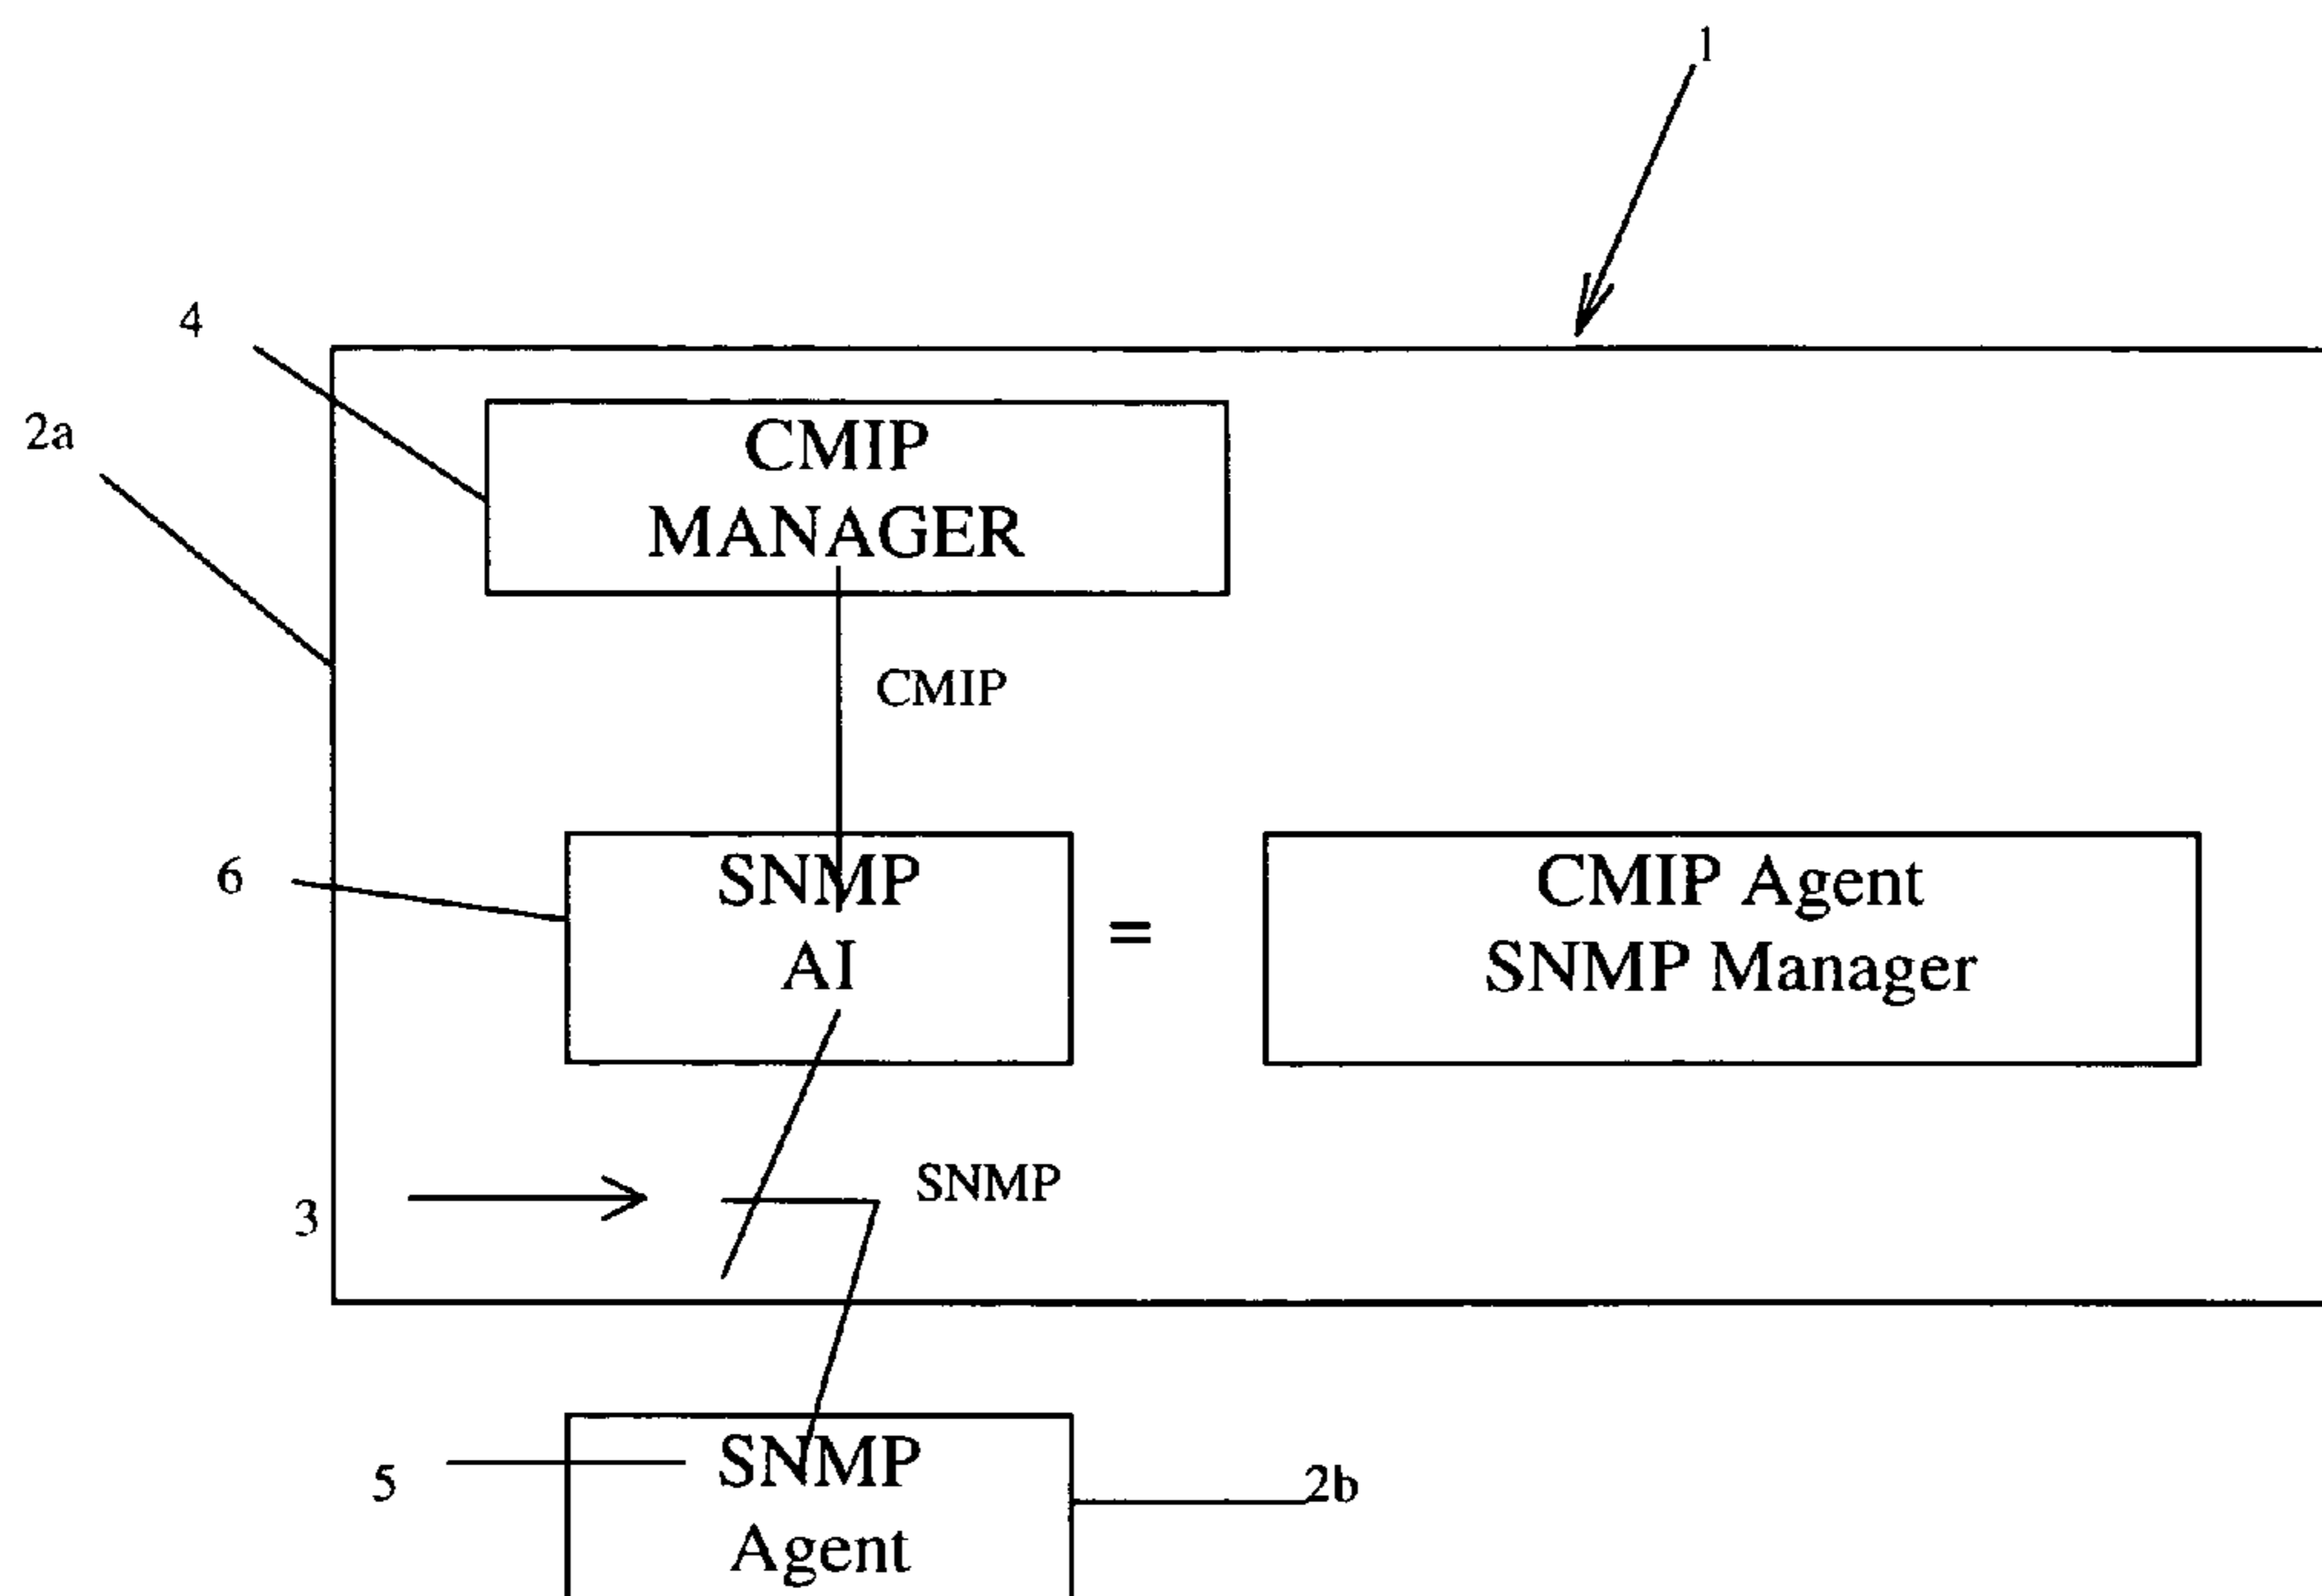 1
4
2a
CMIP
MANAGER
CMIP
6
SNMP
AI
=
CMIP Agent
SNMP Manager
3
SNMP
5
SNMP
Agent
2b